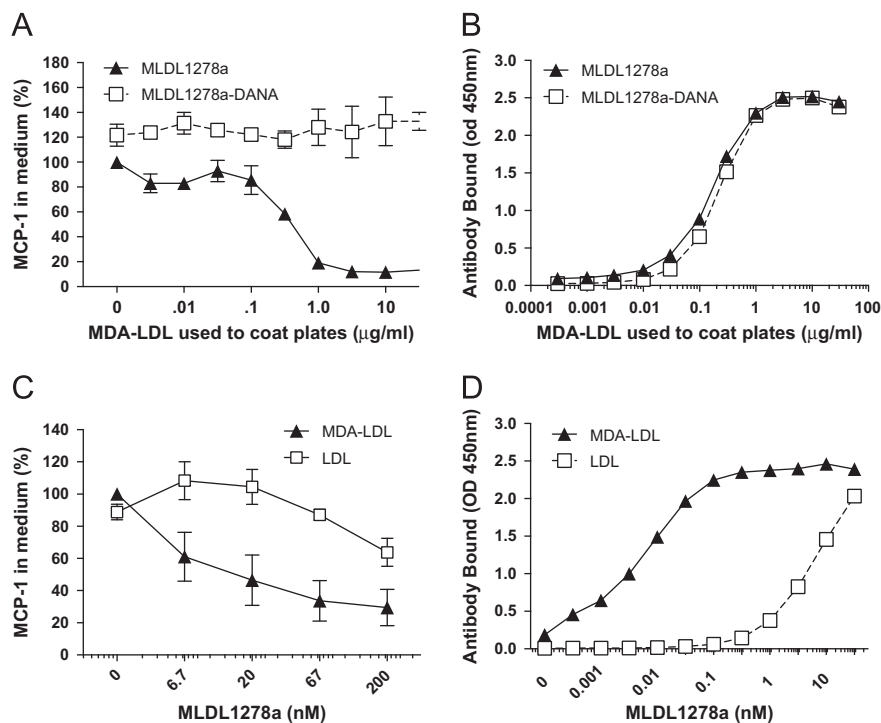 A
MCP-1 in medium (%)
180
160
140
120
100
80
60
40
20
0
MLDL1278a
MLDL1278a-DANA
0 .01 .1 1.0 10
MDA-LDL used to coat plates (μg/ml)
B
Antibody Bound (od 450nm)
3.0
2.5
2.0
1.5
1.0
0.5
0.0
MLDL1278a
MLDL1278a-DANA
0.0001 0.001 0.01 0.1 1 10 100
MDA-LDL used to coat plates (μg/ml)
C
MCP-1 in medium (%)
140
120
100
80
60
40
20
0
MDA-LDL
LDL
0 6.7 20 67 200
MLDL1278a (nM)
D
Antibody Bound (OD 450nm)
3.0
2.5
2.0
1.5
1.0
0.5
0.0
MDA-LDL
LDL
0 0.001 0.01 0.1 1 10
MLDL1278a (nM)